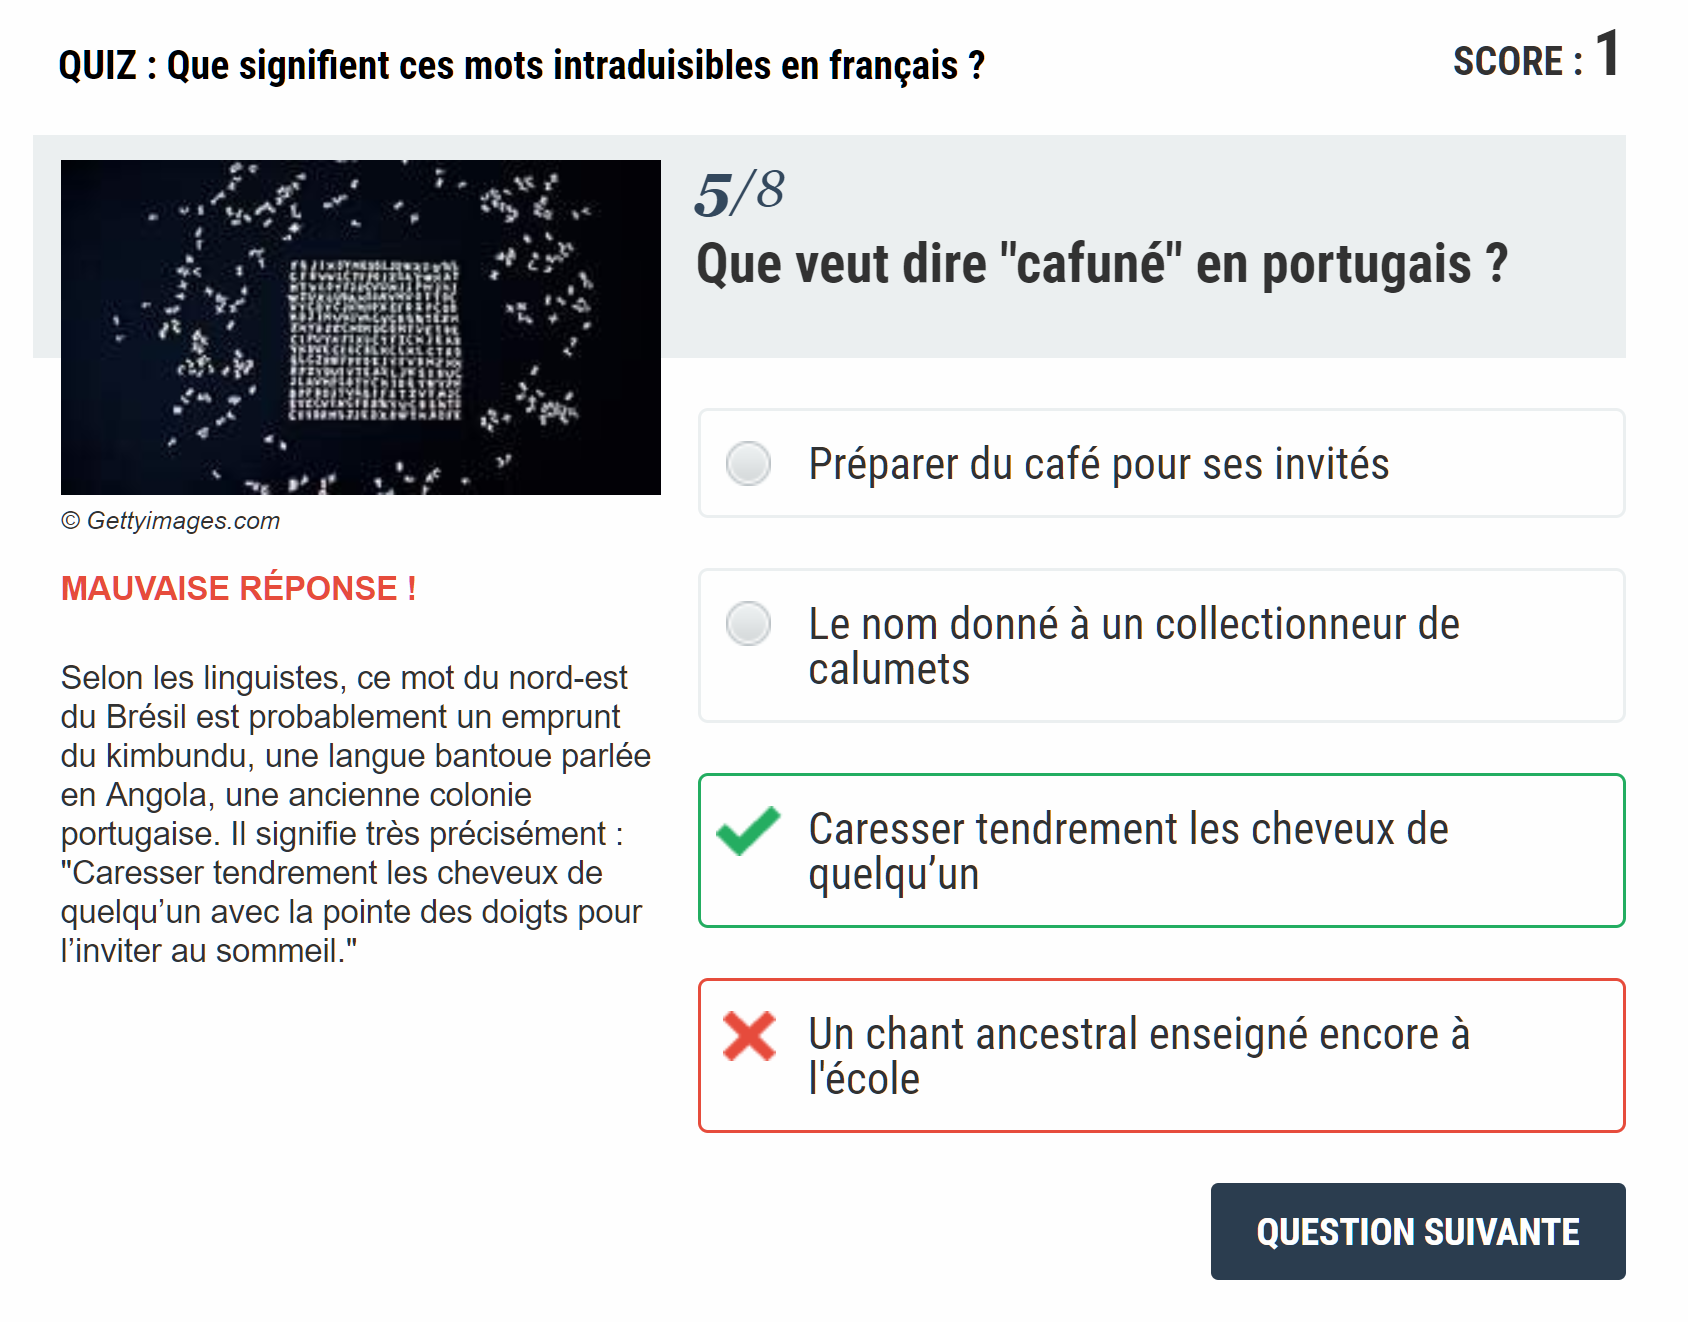 QUIZ : Que signifient ces mots intraduisibles en français ?
SCORE : 1
5/8
Que veut dire "cafuné" en portugais ?
© Gettyimages.com
MAUVAISE RÉPONSE !
Selon les linguistes, ce mot du nord-est
du Brésil est probablement un emprunt
du kimbundu, une langue bantoue parlée
en Angola, une ancienne colonie
portugaise. Il signifie très précisément :
"Caresser tendrement les cheveux de
quelqu’un avec la pointe des doigts pour
l’inviter au sommeil."
Préparer du café pour ses invités
Le nom donné à un collectionneur de
calumets
Caresser tendrement les cheveux de
quelqu’un
Un chant ancestral enseigné encore à
l'école
QUESTION SUIVANTE